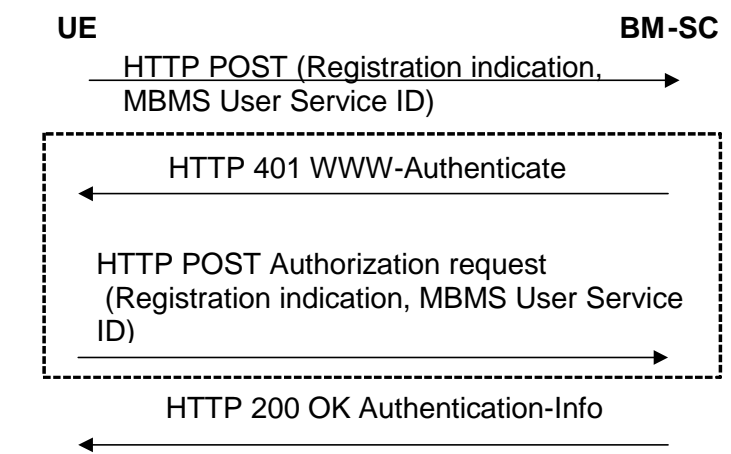 UE BM-SC
HTTP POST (Registration indication,
MBMS User Service ID)
HTTP 401 WWW-Authenticate
HTTP POST Authorization request
(Registration indication, MBMS User Service
ID)
HTTP 200 OK Authentication-Info